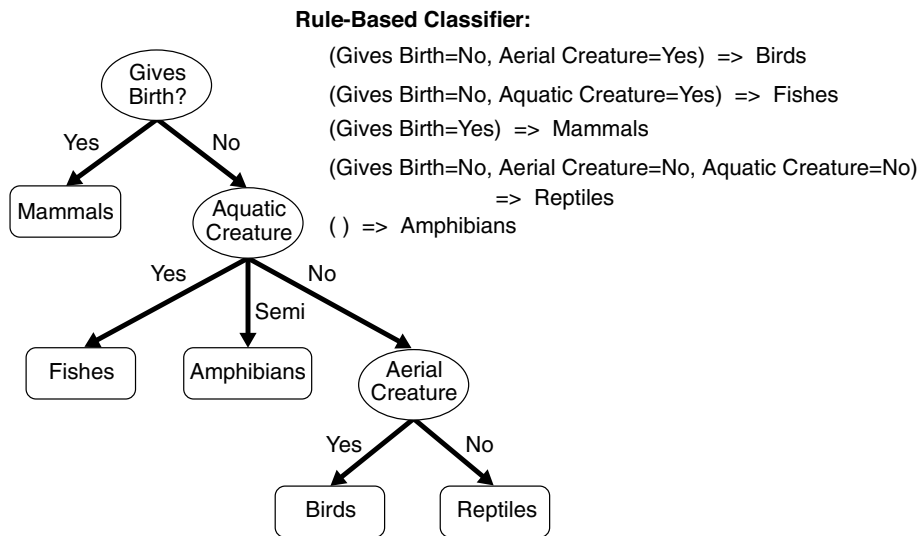 Rule-Based Classifier:
(Gives Birth=No, Aerial Creature=Yes) => Birds
(Gives Birth=No, Aquatic Creature=Yes) => Fishes
(Gives Birth=Yes) => Mammals
(Gives Birth=No, Aerial Creature=No, Aquatic Creature=No)
=> Reptiles
( ) => Amphibians
Gives
Birth?
Yes
No
Mammals
Aquatic
Creature
Yes
Semi
No
Fishes
Amphibians
Aerial
Creature
Yes
No
Birds
Reptiles